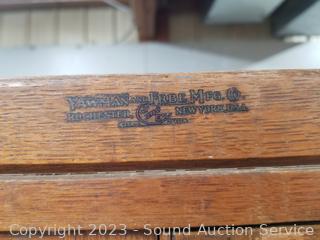 YAWMAN AND ERBE MFG. CO.
ROCHESTER, NEW YORK, U.S.A.
Copyright 2023 - Sound Auction Service